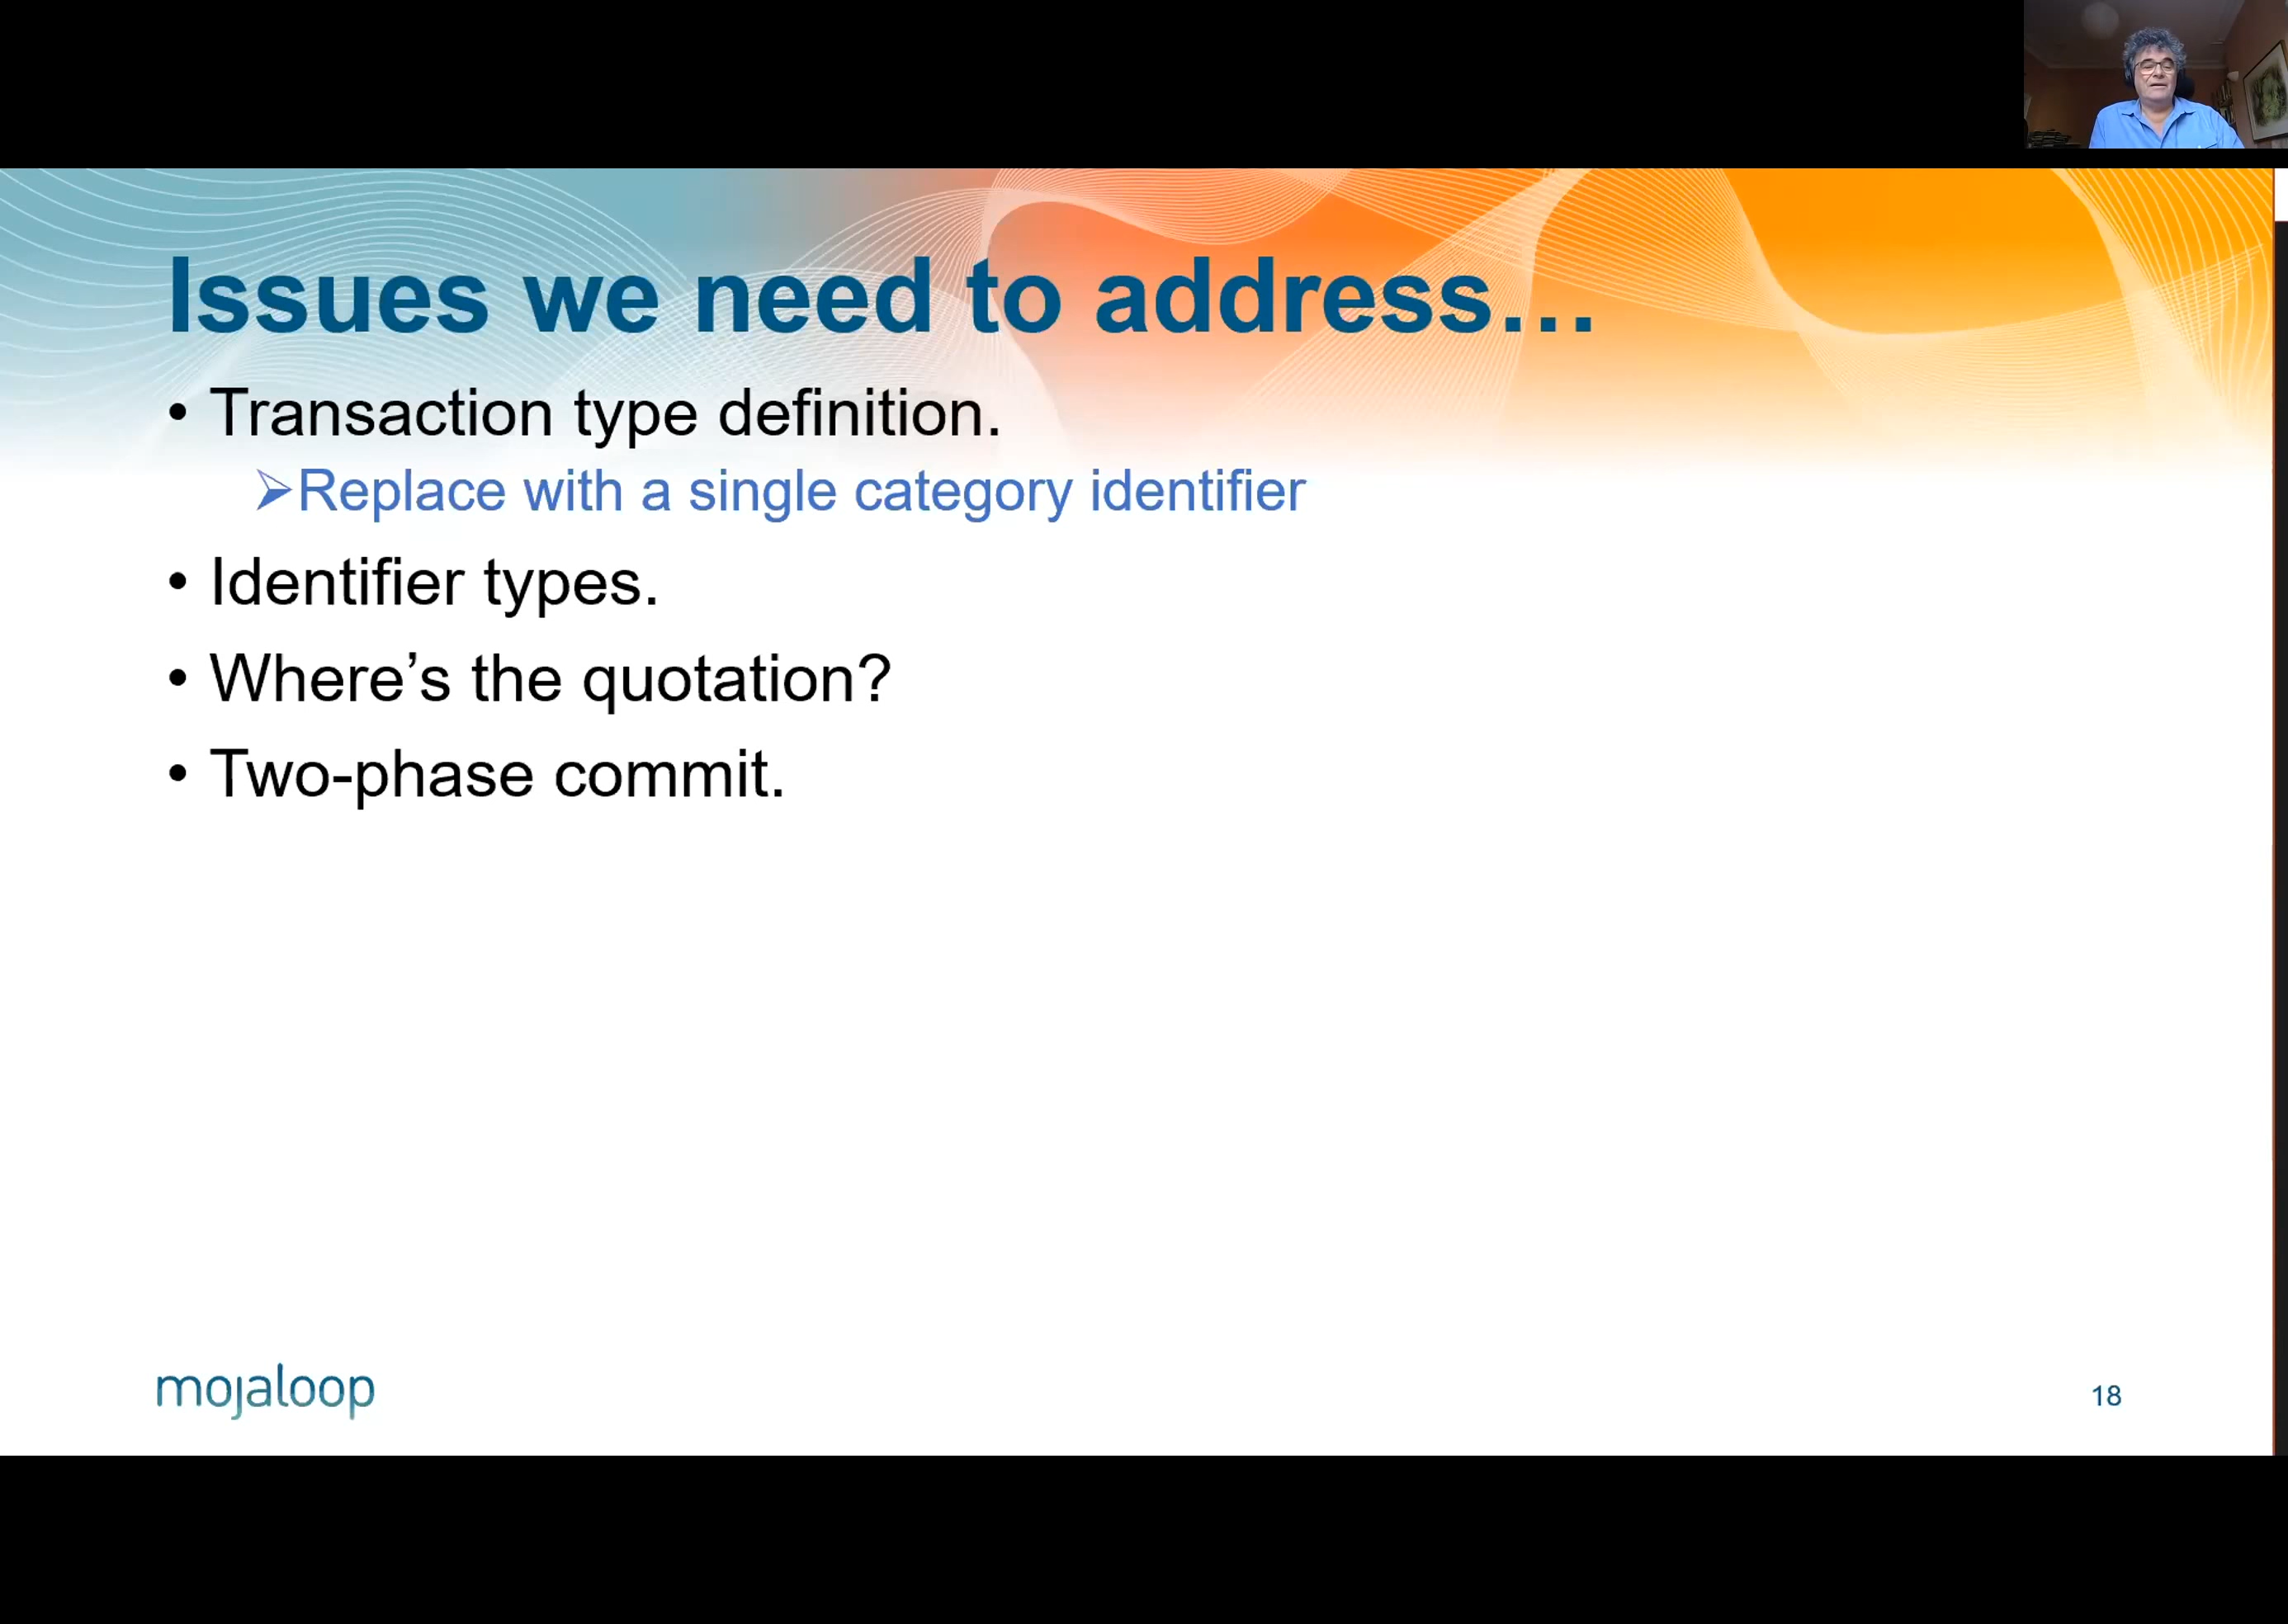 Issues we need to address…
• Transaction type definition.
➢Replace with a single category identifier
• Identifier types.
• Where’s the quotation?
• Two-phase commit.
mojaloop
18